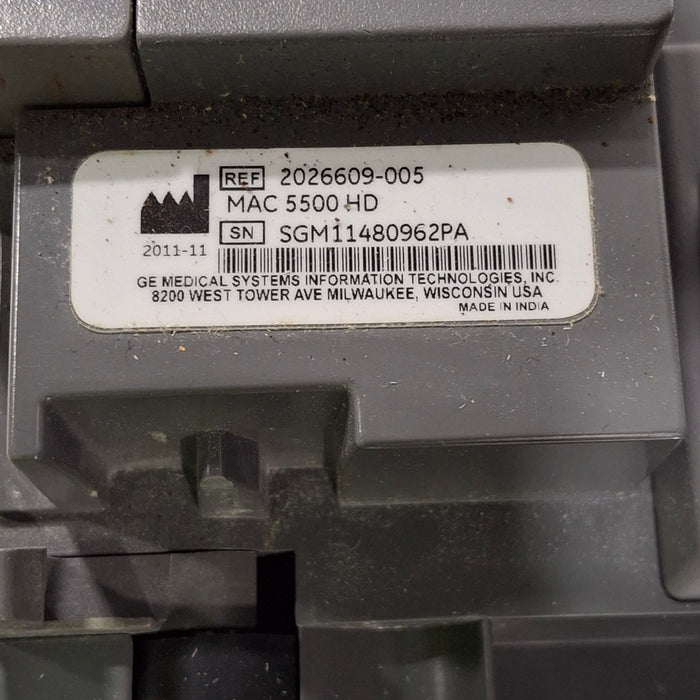 REF 2026609-005
MAC 5500 HD
2011-11
SN SGM11480962PA
GE MEDICAL SYSTEMS INFORMATION TECHNOLOGIES, INC.
8200 WEST TOWER AVE MILWAUKEE, WISCONSIN USA
MADE IN INDIA